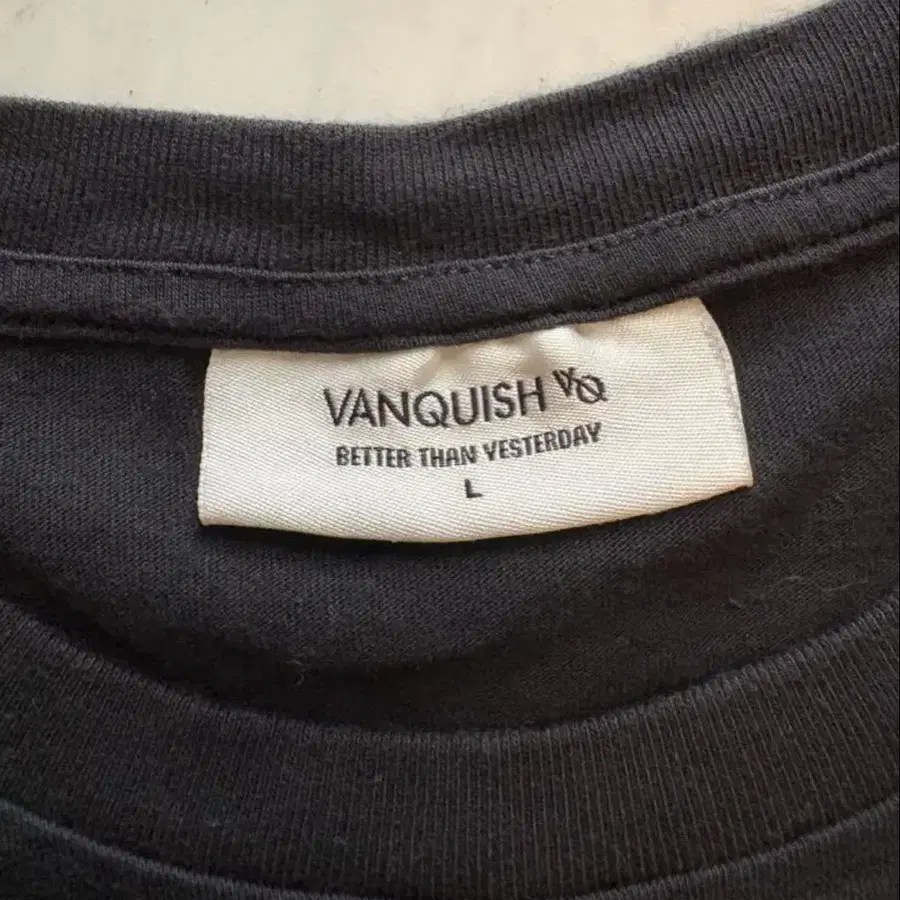 VANQUISH VQ
BETTER THAN YESTERDAY
L